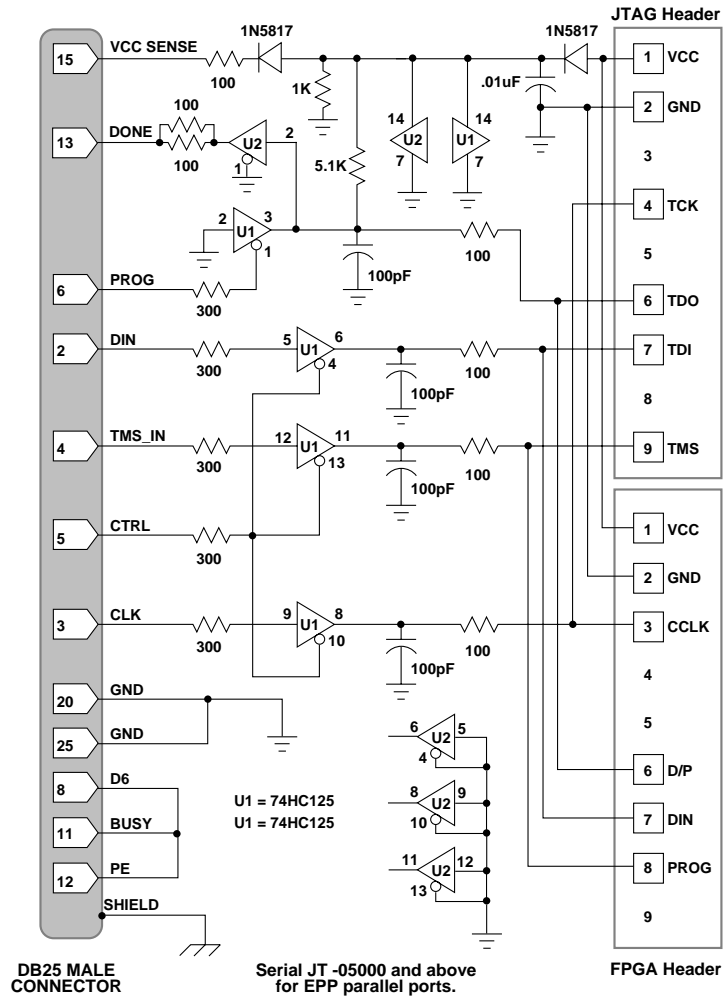 JTAG Header
1N5817
1N5817
15
VCC SENSE
100
1K
.01uF
1
VCC
2
GND
100
14
U2
7
14
U1
7
13
DONE
2
U2
1
100
5.1K
3
2
3
U1
1
4
TCK
100
5
100pF
6
PROG
300
6
TDO
2
DIN
300
5
6
U1
4
100
7
TDI
100pF
8
4
TMS_IN
300
12
11
U1
13
100
9
TMS
100pF
5
CTRL
300
1
VCC
2
GND
3
CLK
300
9
8
U1
10
100
3
CCLK
100pF
4
20
GND
5
25
GND
6
U2
5
4
6
D/P
8
D6
U1 = 74HC125
U1 = 74HC125
8
U2
9
10
7
DIN
11
BUSY
11
U2
12
13
8
PROG
12
PE
9
SHIELD
DB25 MALE
CONNECTOR
Serial JT -05000 and above
for EPP parallel ports.
FPGA Header